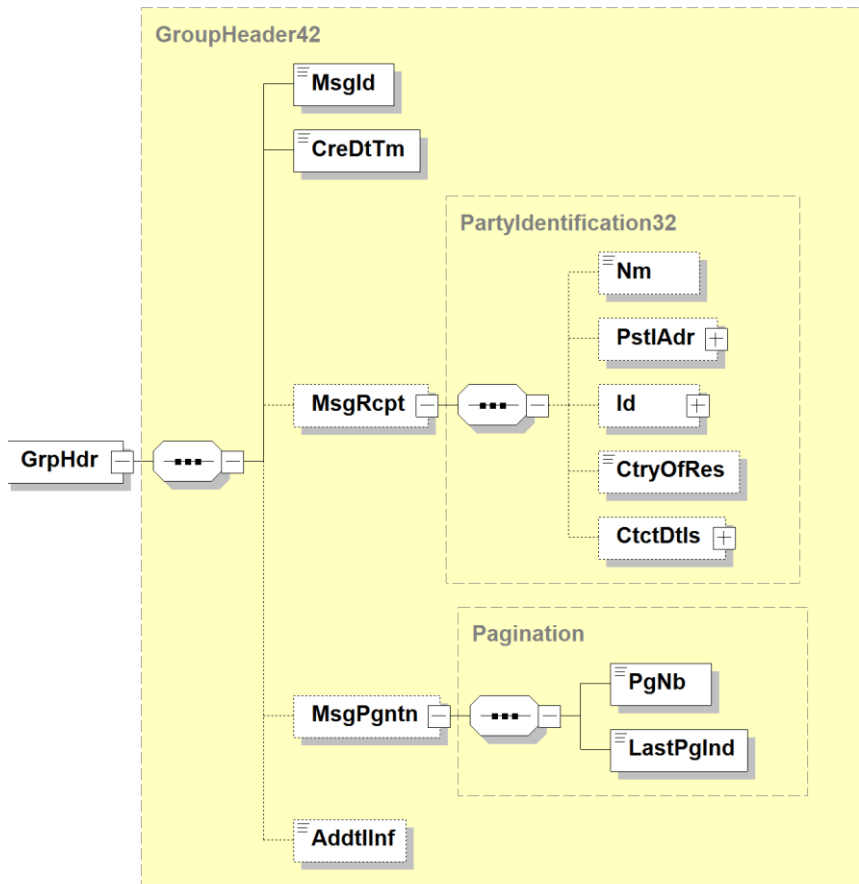 GroupHeader42
MsgId
CreDtTm
PartyIdentification32
Nm
PstlAdr
MsgRcpt
Id
GrpHdr
CtryOfRes
CtctDtls
Pagination
PgNb
MsgPgntn
LastPgInd
AddtlInf